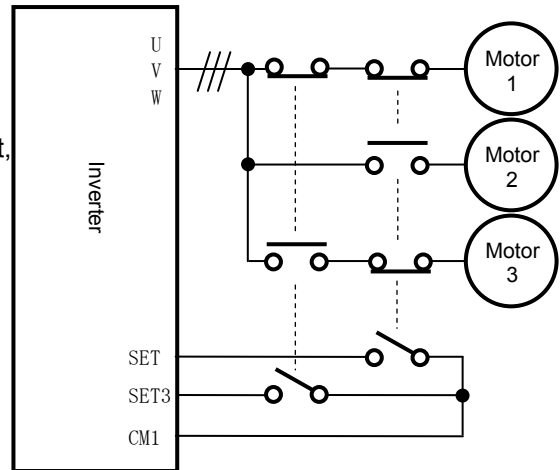 U
V
W
t,
Inverter
Motor
1
Motor
2
Motor
3
SET
SET3
CM1